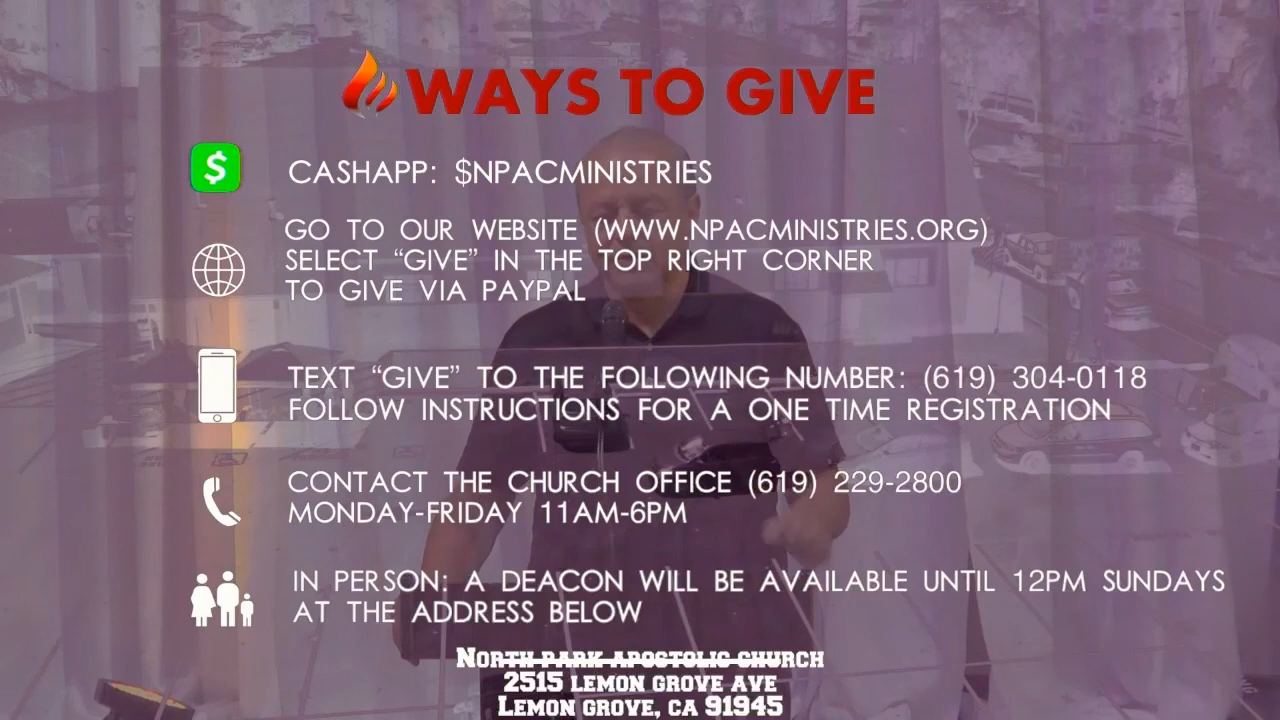 WAYS TO GIVE
$
CASHAPP: $NPACMINISTRIES
GO TO OUR WEBSITE (WWW.NPACMINISTRIES.ORG)
SELECT “GIVE” IN THE TOP RIGHT CORNER
TO GIVE VIA PAYPAL
TEXT “GIVE” TO THE FOLLOWING NUMBER: (619) 304-0118
FOLLOW INSTRUCTIONS FOR A ONE TIME REGISTRATION
CONTACT THE CHURCH OFFICE (619) 229-2800
MONDAY-FRIDAY 11AM-6PM
IN PERSON: A DEACON WILL BE AVAILABLE UNTIL 12PM SUNDAYS
AT THE ADDRESS BELOW
NORTH PARK APOSTOLIC CHURCH
2515 LEMON GROVE AVE
LEMON GROVE, CA 91945